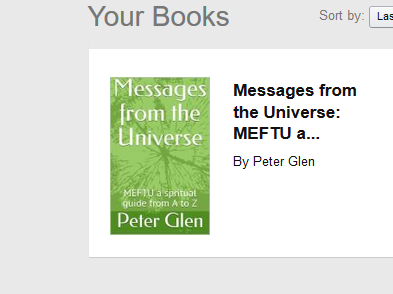 Your Books
Sort by: Las
Messages
from the
Universe
MEFTU a spiritual
guide from A to Z
Peter Glen
Messages from
the Universe:
MEFTU a...
By Peter Glen